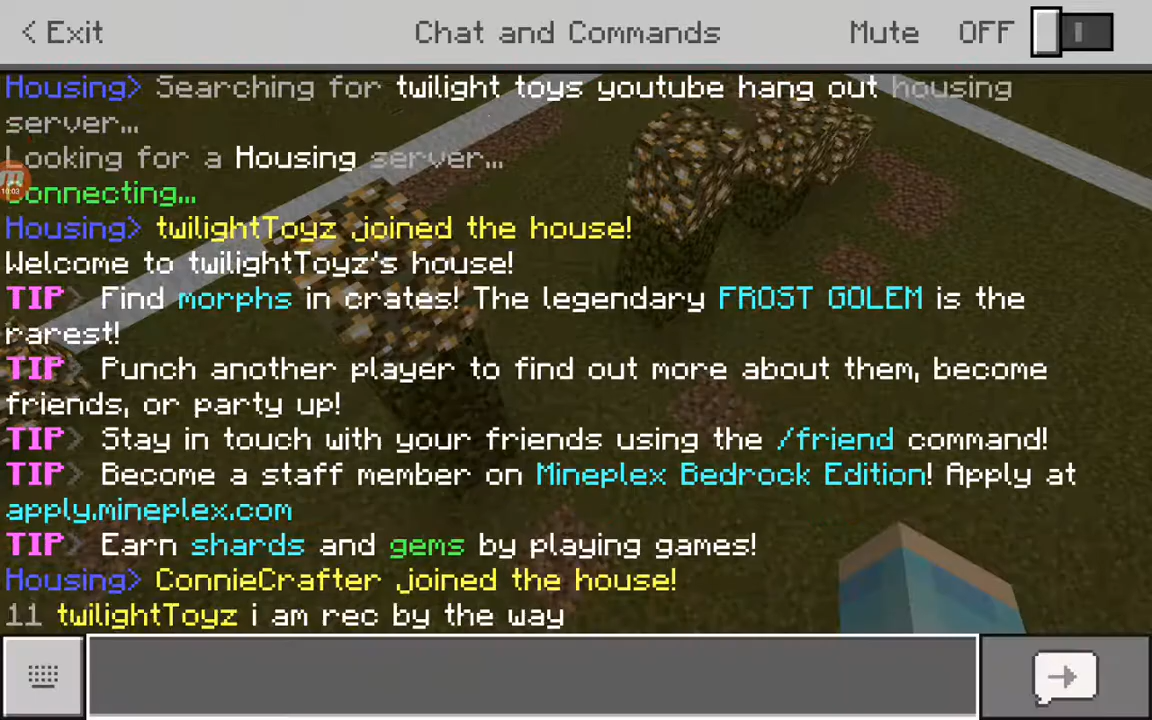 < Exit Chat and Commands Mute OFF
Housing> Searching for twilight toys youtube hang out housing
server...
Looking for a Housing server...
connecting...
10:03
Housing> twilightToyz joined the house!
Welcome to twilightToyz's house!
TIP> Find morphs in crates! The legendary FROST GOLEM is the
rarest!
TIP> Punch another player to find out more about them, become
friends, or party up!
TIP> Stay in touch with your friends using the /friend command!
TIP> Become a staff member on Mineplex Bedrock Edition! Apply at
apply.mineplex.com
TIP> Earn shards and gems by playing games!
Housing> ConnieCrafter joined the house!
11 twilightToyz i am rec by the way